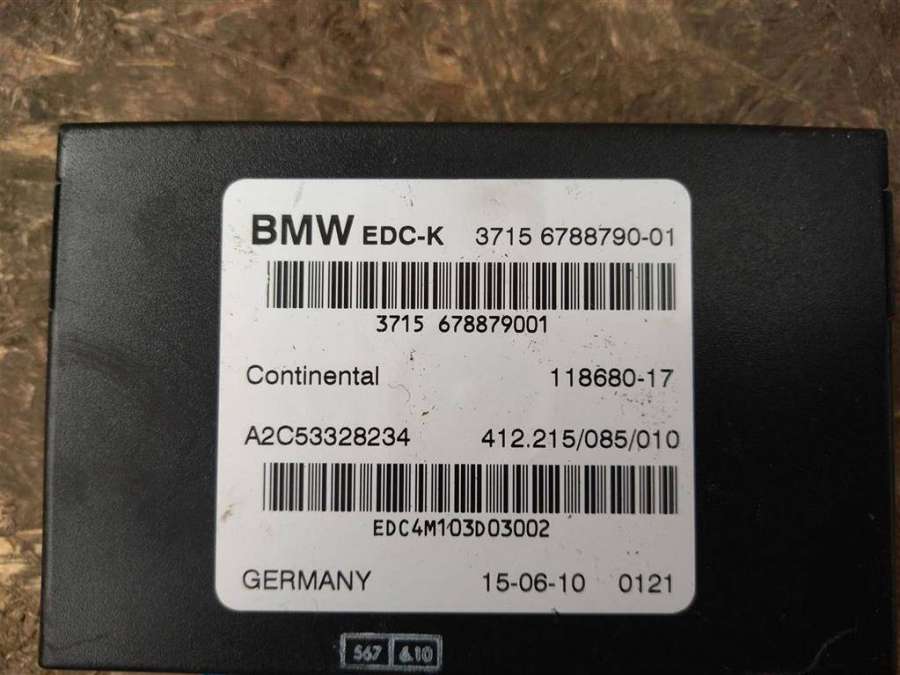 BMW EDC-K 3715 6788790-01
3715 678879001
Continental 118680-17
A2C53328234 412.215/085/010
EDC4M103D03002
GERMANY 15-06-10 0121
567 6.10